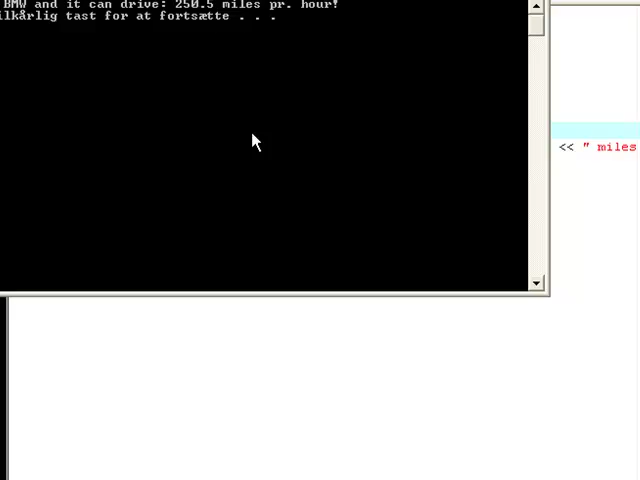 BMW and it can drive: 250.5 miles pr. hour!
ilkårlig tast for at fortsætte . . .
<< " miles